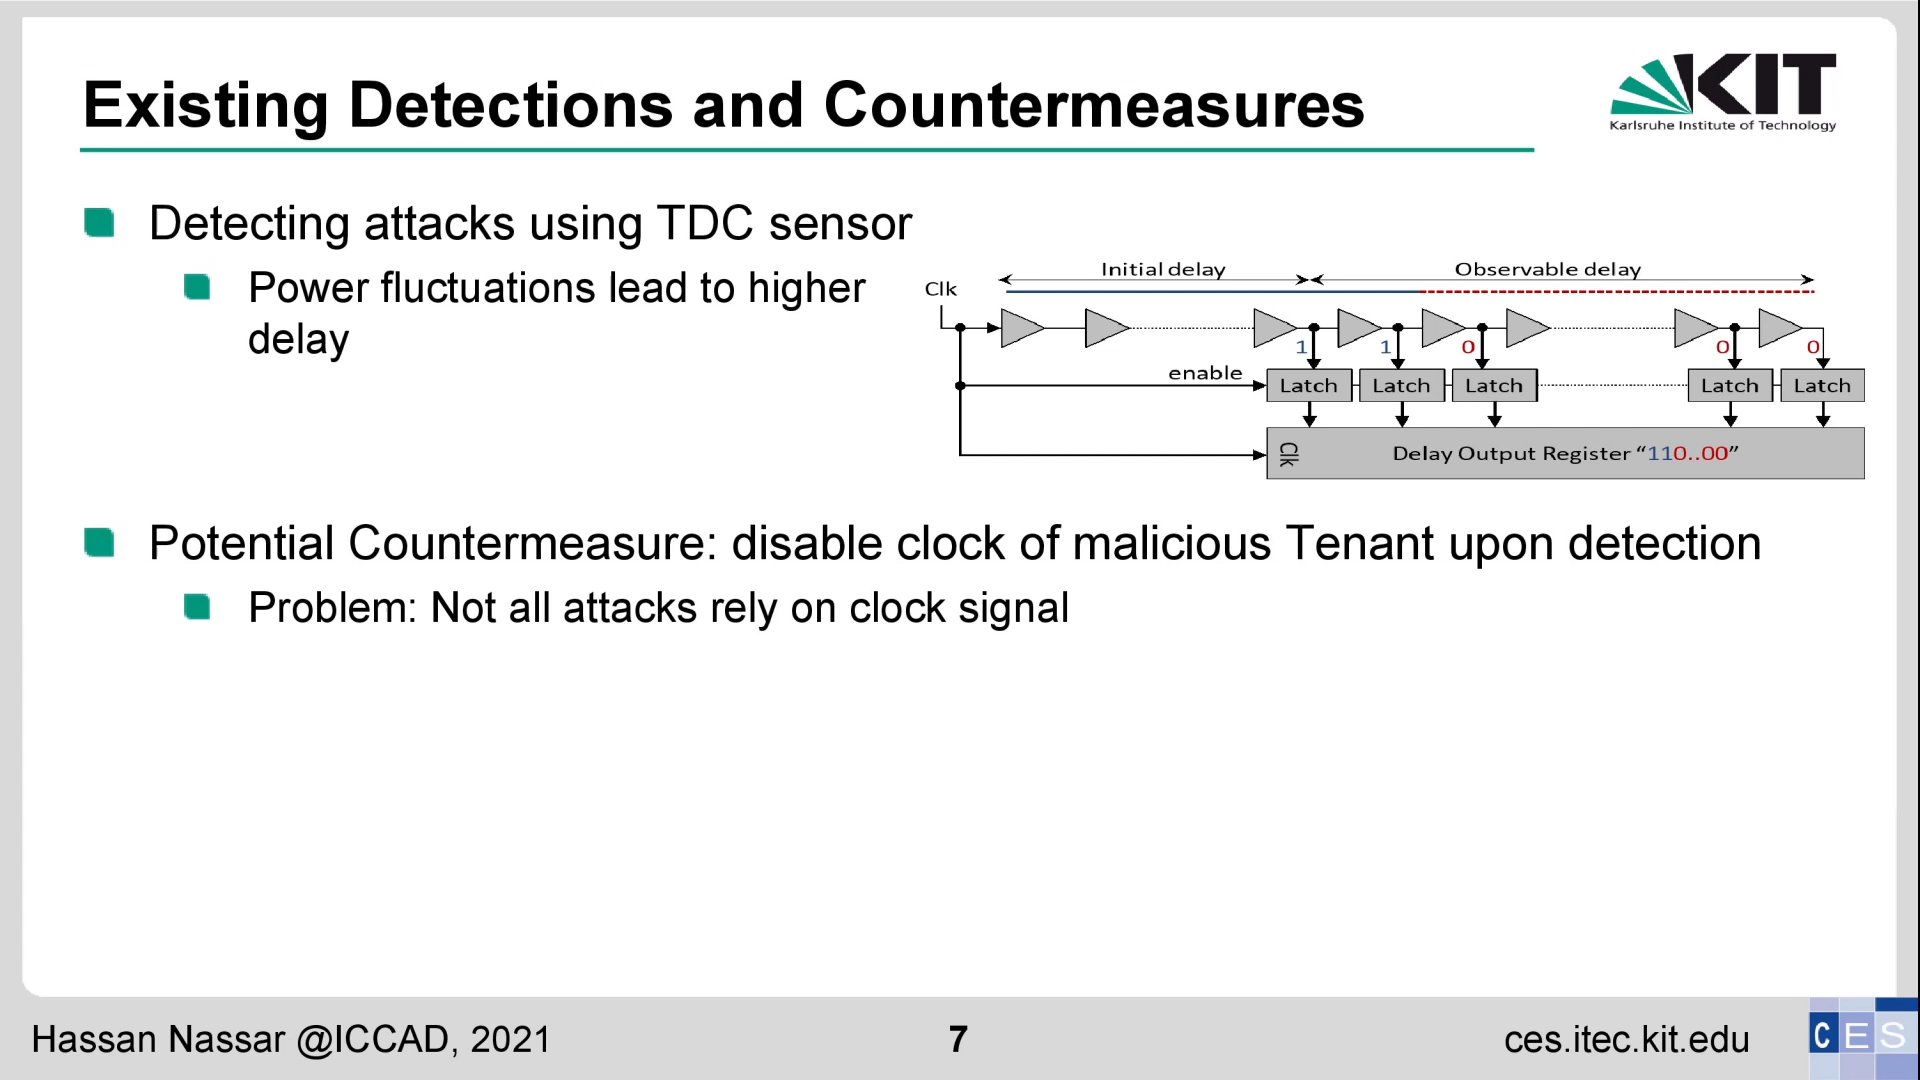 Existing Detections and Countermeasures
KIT
Karlsruhe Institute of Technology
Detecting attacks using TDC sensor
Power fluctuations lead to higher
delay
Initial delay
Observable delay
Clk
1
1
0
0
0
enable
Latch
Latch
Latch
Latch
Latch
Clk
Delay Output Register “110..00”
Potential Countermeasure: disable clock of malicious Tenant upon detection
Problem: Not all attacks rely on clock signal
Hassan Nassar @ICCAD, 2021
7
ces.itec.kit.edu
CES